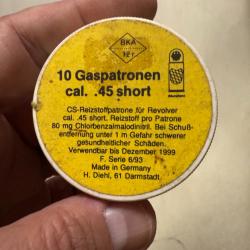 BKA
10 Gaspatronen
cal. .45 short
CS-Reizstoffpatrone für Revolver
cal. .45 short. Reizstoff pro Patrone
80 mg Chlorbenzalmalodinitril. Bei Schuß-
entfernung unter 1 m Gefahr schwerer
gesundheitlicher Schäden.
Verwendbar bis Dezember 1999
F. Serie 6/93
Made in Germany
H. Diehl, 61 Darmstadt.